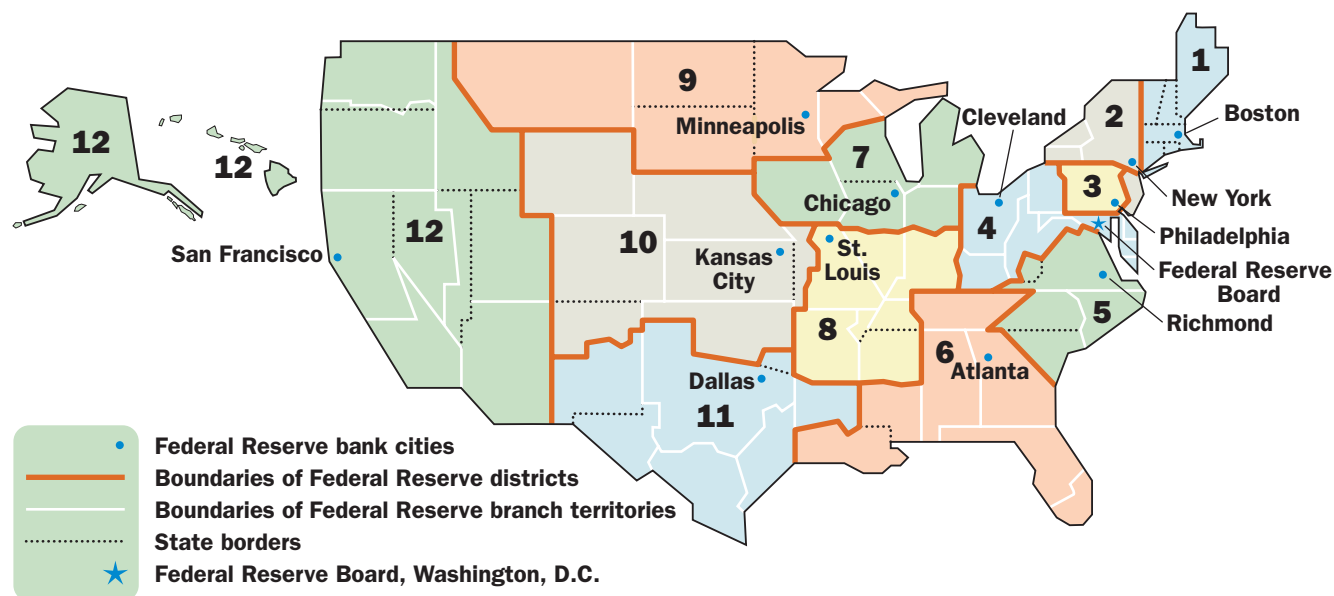 1
9
2
Cleveland
Boston
Minneapolis
12
12
7
3
New York
Chicago
4
Philadelphia
12
10
San Francisco
Kansas
City
St.
Louis
Federal Reserve
Board
5
Richmond
8
6
Atlanta
Dallas
11
Federal Reserve bank cities
Boundaries of Federal Reserve districts
Boundaries of Federal Reserve branch territories
State borders
Federal Reserve Board, Washington, D.C.